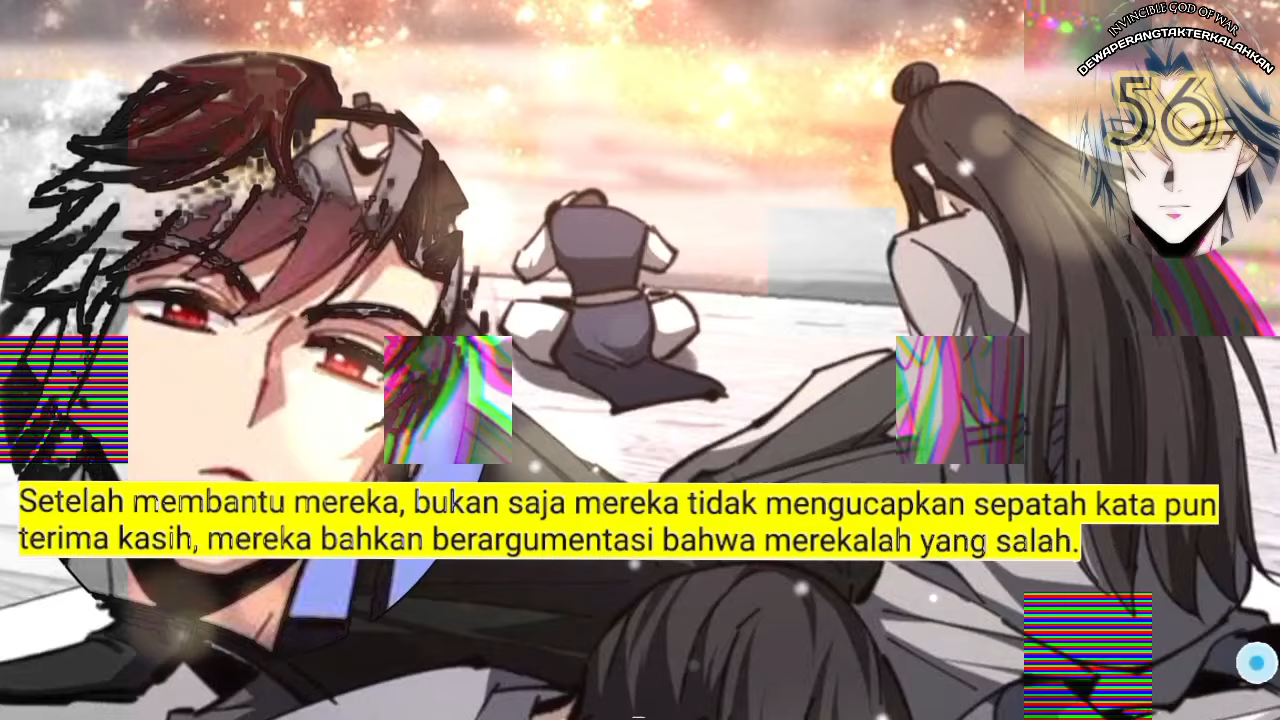 INVINCIBLE GOD OF WAR
DEWAPERANGTAKTERKALAHKAN
56
Setelah membantu mereka, bukan saja mereka tidak mengucapkan sepatah kata pun
terima kasih, mereka bahkan berargumentasi bahwa merekalah yang salah.